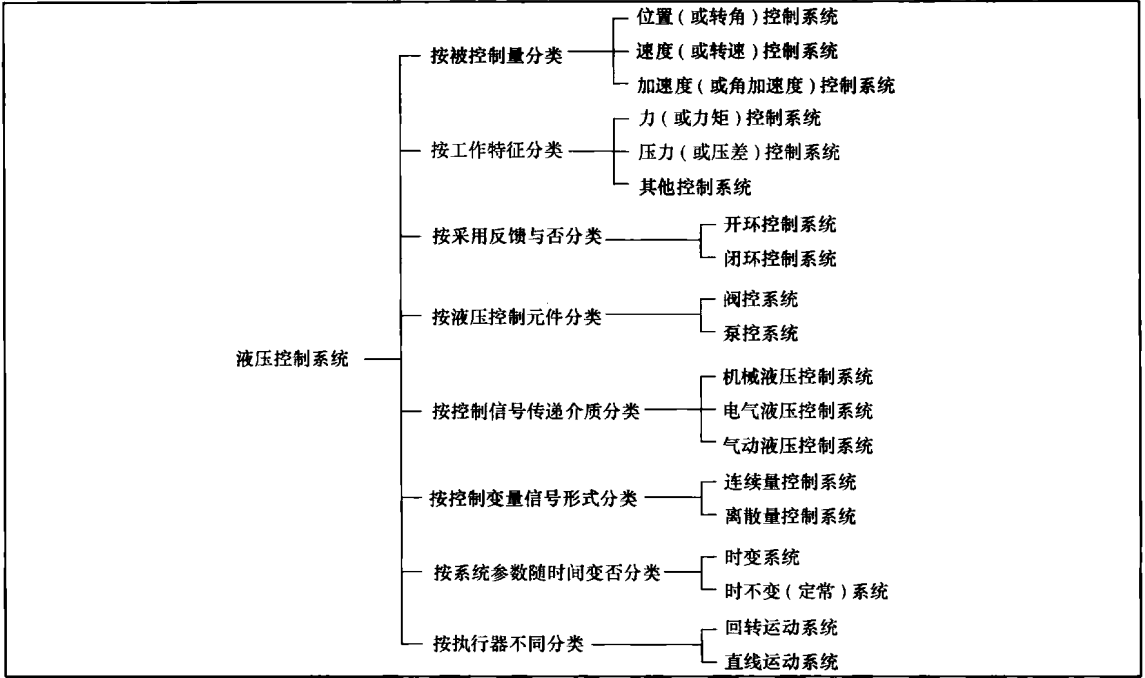 液压控制系统
按被控制量分类
位置(或转角)控制系统
速度(或转速)控制系统
加速度(或角加速度)控制系统
按工作特征分类
力(或力矩)控制系统
压力(或压差)控制系统
其他控制系统
按采用反馈与否分类
开环控制系统
闭环控制系统
按液压控制元件分类
阀控系统
泵控系统
按控制信号传递介质分类
机械液压控制系统
电气液压控制系统
气动液压控制系统
按控制变量信号形式分类
连续量控制系统
离散量控制系统
按系统参数随时间变否分类
时变系统
时不变(定常)系统
按执行器不同分类
回转运动系统
直线运动系统